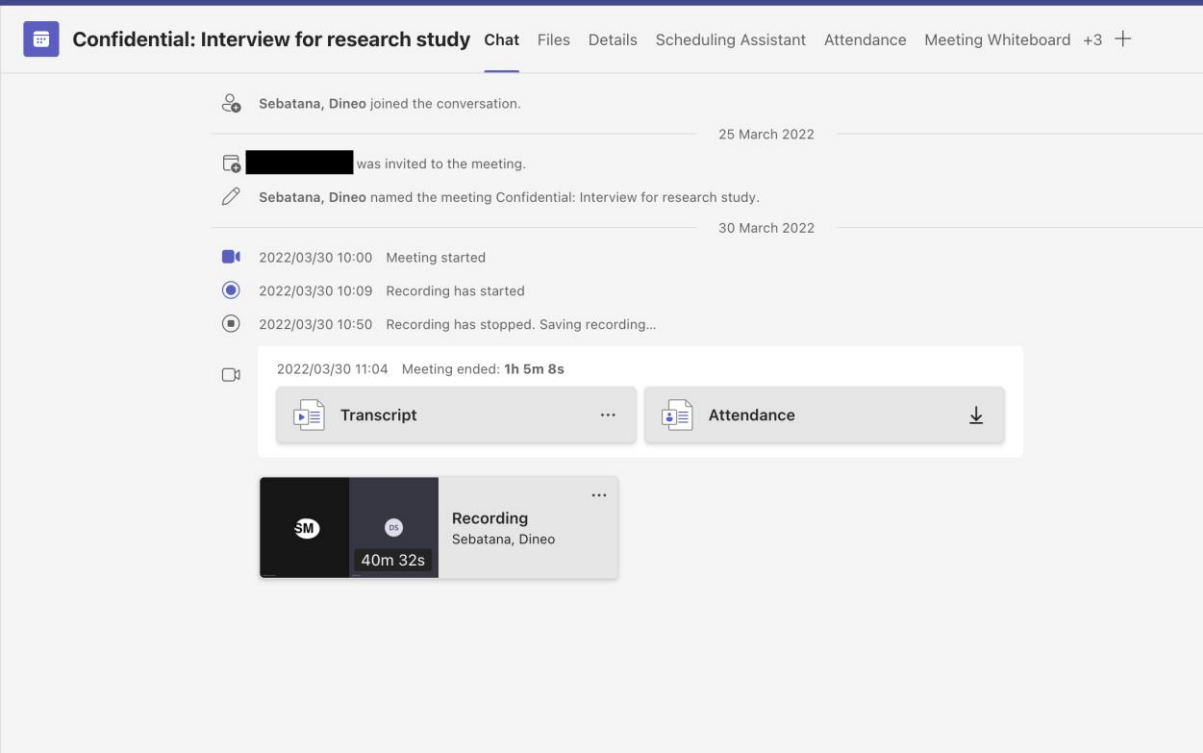 Confidential: Interview for research study Chat Files Details Scheduling Assistant Attendance Meeting Whiteboard +3
Sebatana, Dineo joined the conversation.
25 March 2022
was invited to the meeting.
Sebatana, Dineo named the meeting Confidential: Interview for research study.
30 March 2022
2022/03/30 10:00 Meeting started
2022/03/30 10:09 Recording has started
2022/03/30 10:50 Recording has stopped. Saving recording...
2022/03/30 11:04 Meeting ended: 1h 5m 8s
Transcript ... Attendance
...
Recording
SM DS Sebatana, Dineo
40m 32s